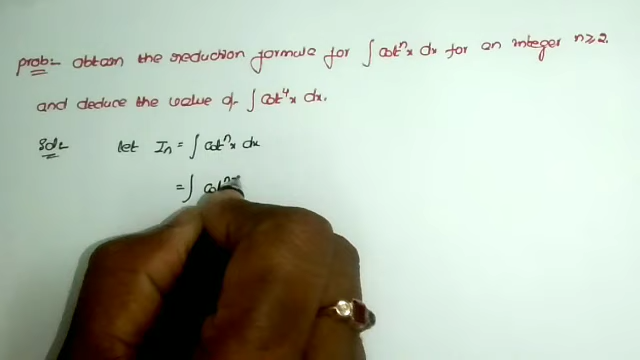 prob:- obtain the reduction formula for ∫ cotⁿx dx for an integer n≥2
and deduce the value of ∫ cot⁴x dx.
Sol:- let Iₙ = ∫ cotⁿx dx
= ∫ cotⁿ⁻